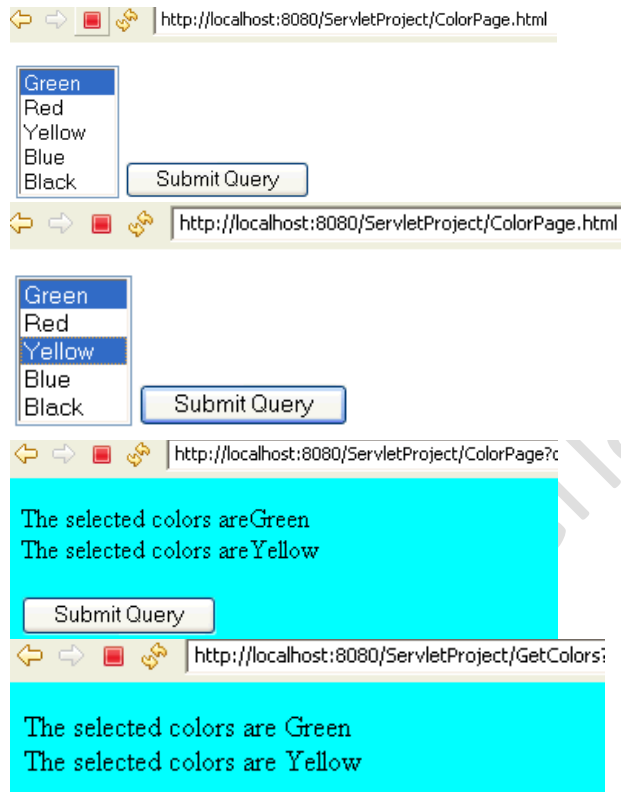 http://localhost:8080/ServletProject/ColorPage.html
Green
Red
Yellow
Blue
Black
Submit Query
http://localhost:8080/ServletProject/ColorPage.html
Green
Red
Yellow
Blue
Black
Submit Query
http://localhost:8080/ServletProject/ColorPage?c
The selected colors areGreen
The selected colors areYellow
Submit Query
http://localhost:8080/ServletProject/GetColors?
The selected colors are Green
The selected colors are Yellow